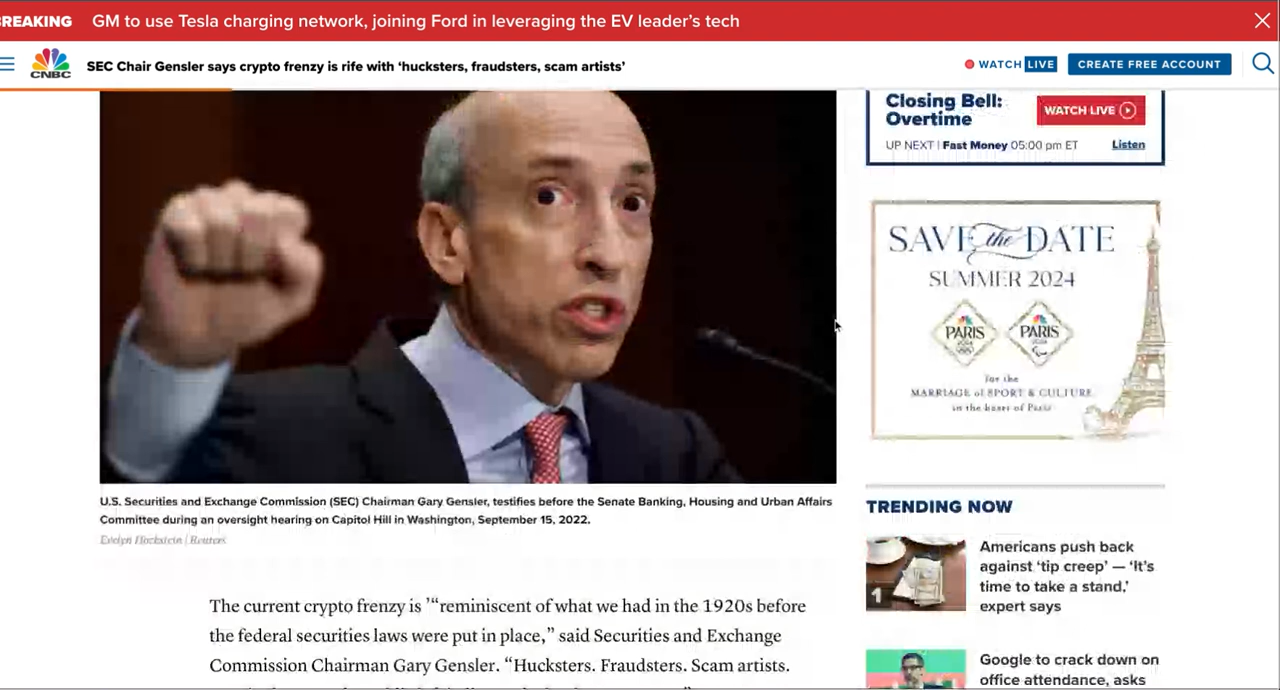 BREAKING GM to use Tesla charging network, joining Ford in leveraging the EV leader’s tech
CNBC
SEC Chair Gensler says crypto frenzy is rife with ‘hucksters, fraudsters, scam artists’
WATCH LIVE
CREATE FREE ACCOUNT
Closing Bell:
Overtime
WATCH LIVE
UP NEXT | Fast Money 05:00 pm ET Listen
SAVE the DATE
SUMMER 2024
PARIS PARIS
for the
MARRIAGE of SPORT & CULTURE
in the heart of Paris
U.S. Securities and Exchange Commission (SEC) Chairman Gary Gensler, testifies before the Senate Banking, Housing and Urban Affairs
Committee during an oversight hearing on Capitol Hill in Washington, September 15, 2022.
Evelyn Hockstein | Reuters
The current crypto frenzy is ’“reminiscent of what we had in the 1920s before
the federal securities laws were put in place,” said Securities and Exchange
Commission Chairman Gary Gensler. “Hucksters. Fraudsters. Scam artists.
TRENDING NOW
1
Americans push back
against ‘tip creep’ — ‘It’s
time to take a stand,’
expert says
Google to crack down on
office attendance, asks